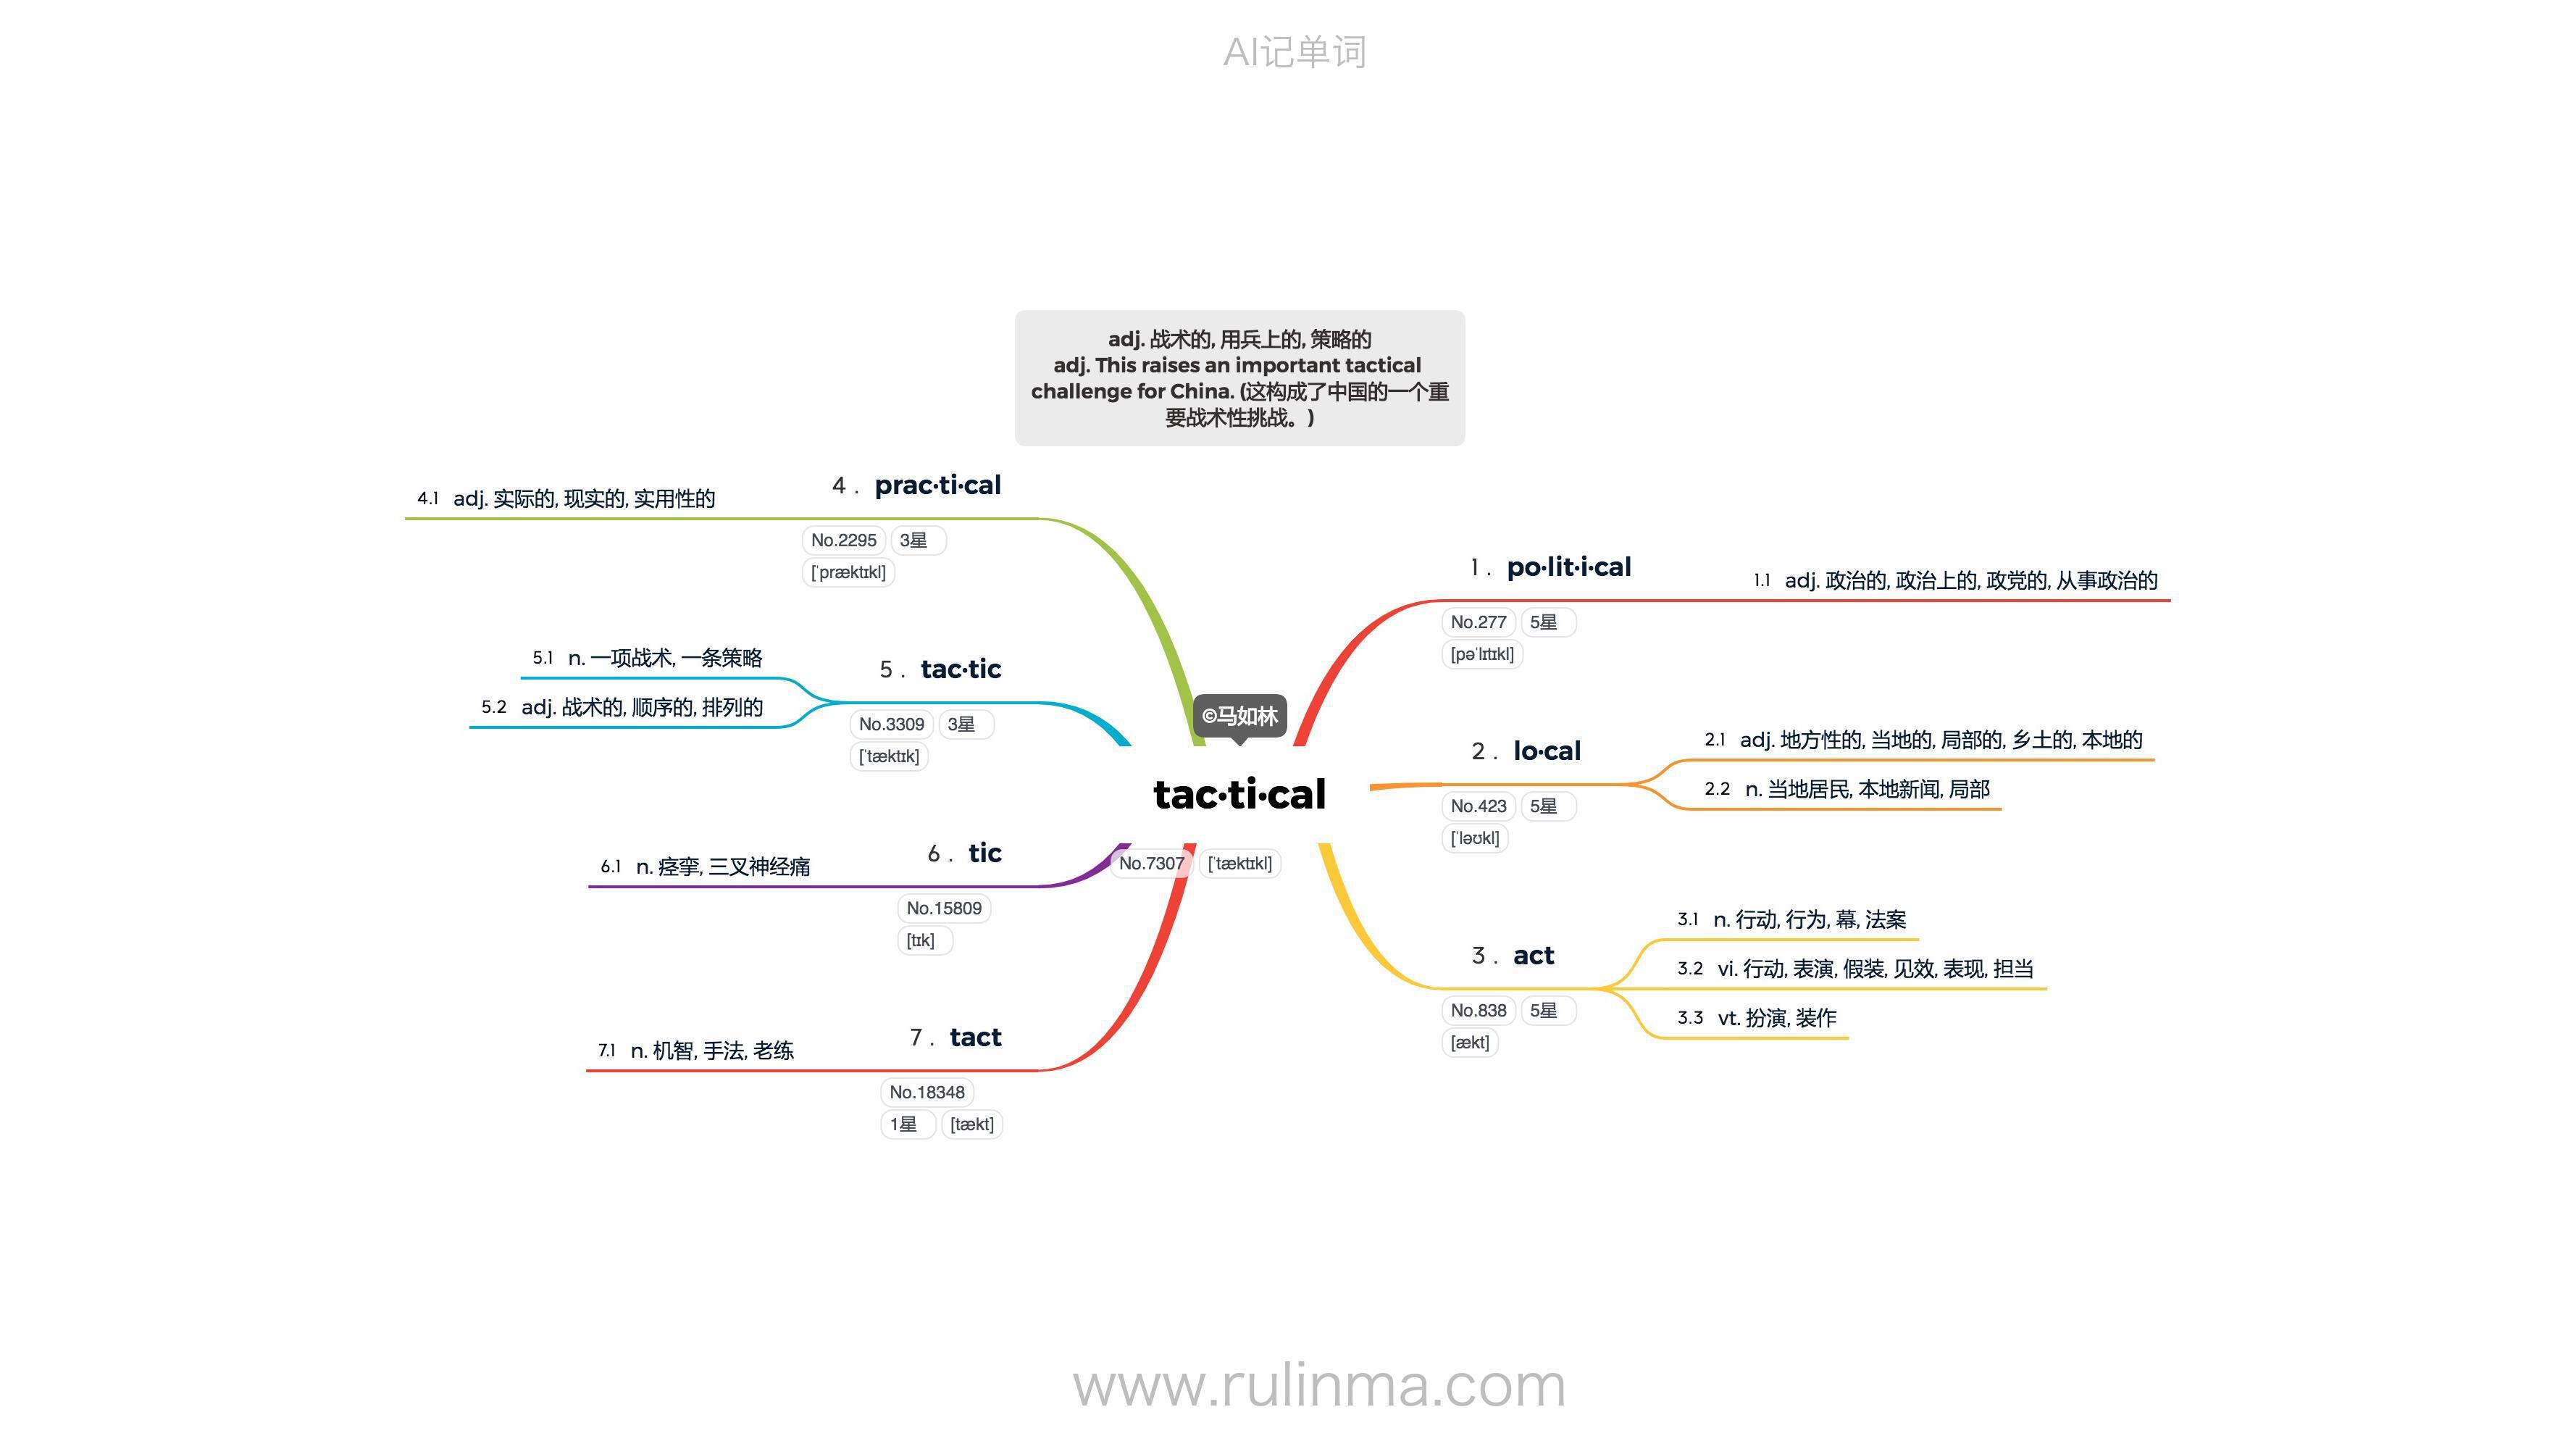 AI记单词
adj. 战术的, 用兵上的, 策略的
adj. This raises an important tactical
challenge for China. (这构成了中国的一个重
要战术性挑战。)
4 . prac·ti·cal
4.1 adj. 实际的, 现实的, 实用性的
No.2295 3星
[ˈpræktɪkl]
5 . tac·tic
5.1 n. 一项战术, 一条策略
5.2 adj. 战术的, 顺序的, 排列的
No.3309 3星
[ˈtæktɪk]
6 . tic
6.1 n. 痉挛, 三叉神经痛
No.15809
[tɪk]
7 . tact
7.1 n. 机智, 手法, 老练
No.18348
1星 [tækt]
©马如林
tac·ti·cal
No.7307 [ˈtæktɪkl]
1 . po·lit·i·cal
1.1 adj. 政治的, 政治上的, 政党的, 从事政治的
No.277 5星
[pəˈlɪtɪkl]
2 . lo·cal
2.1 adj. 地方性的, 当地的, 局部的, 乡土的, 本地的
2.2 n. 当地居民, 本地新闻, 局部
No.423 5星
[ˈləʊkl]
3 . act
3.1 n. 行动, 行为, 幕, 法案
3.2 vi. 行动, 表演, 假装, 见效, 表现, 担当
3.3 vt. 扮演, 装作
No.838 5星
[ækt]
www.rulinma.com